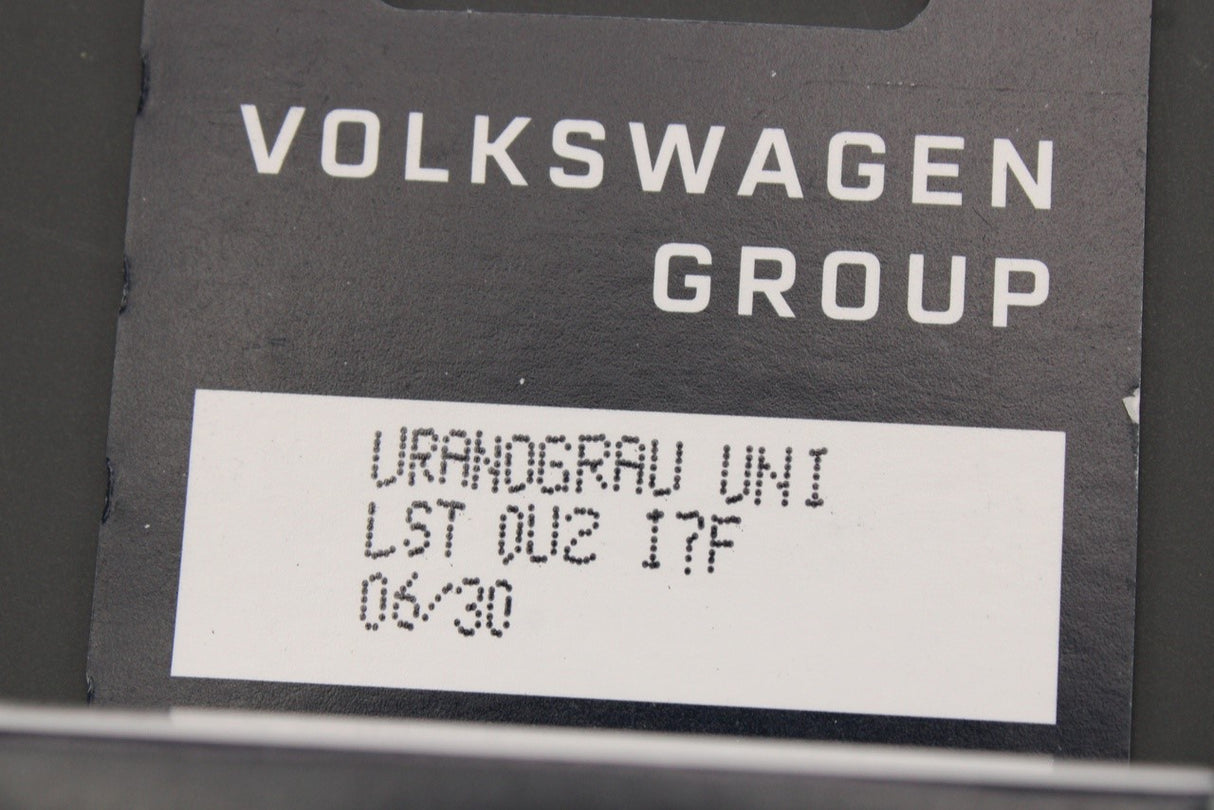 VOLKSWAGEN
GROUP
URANOGRAU UNI
LST QU2 I7F
06/30